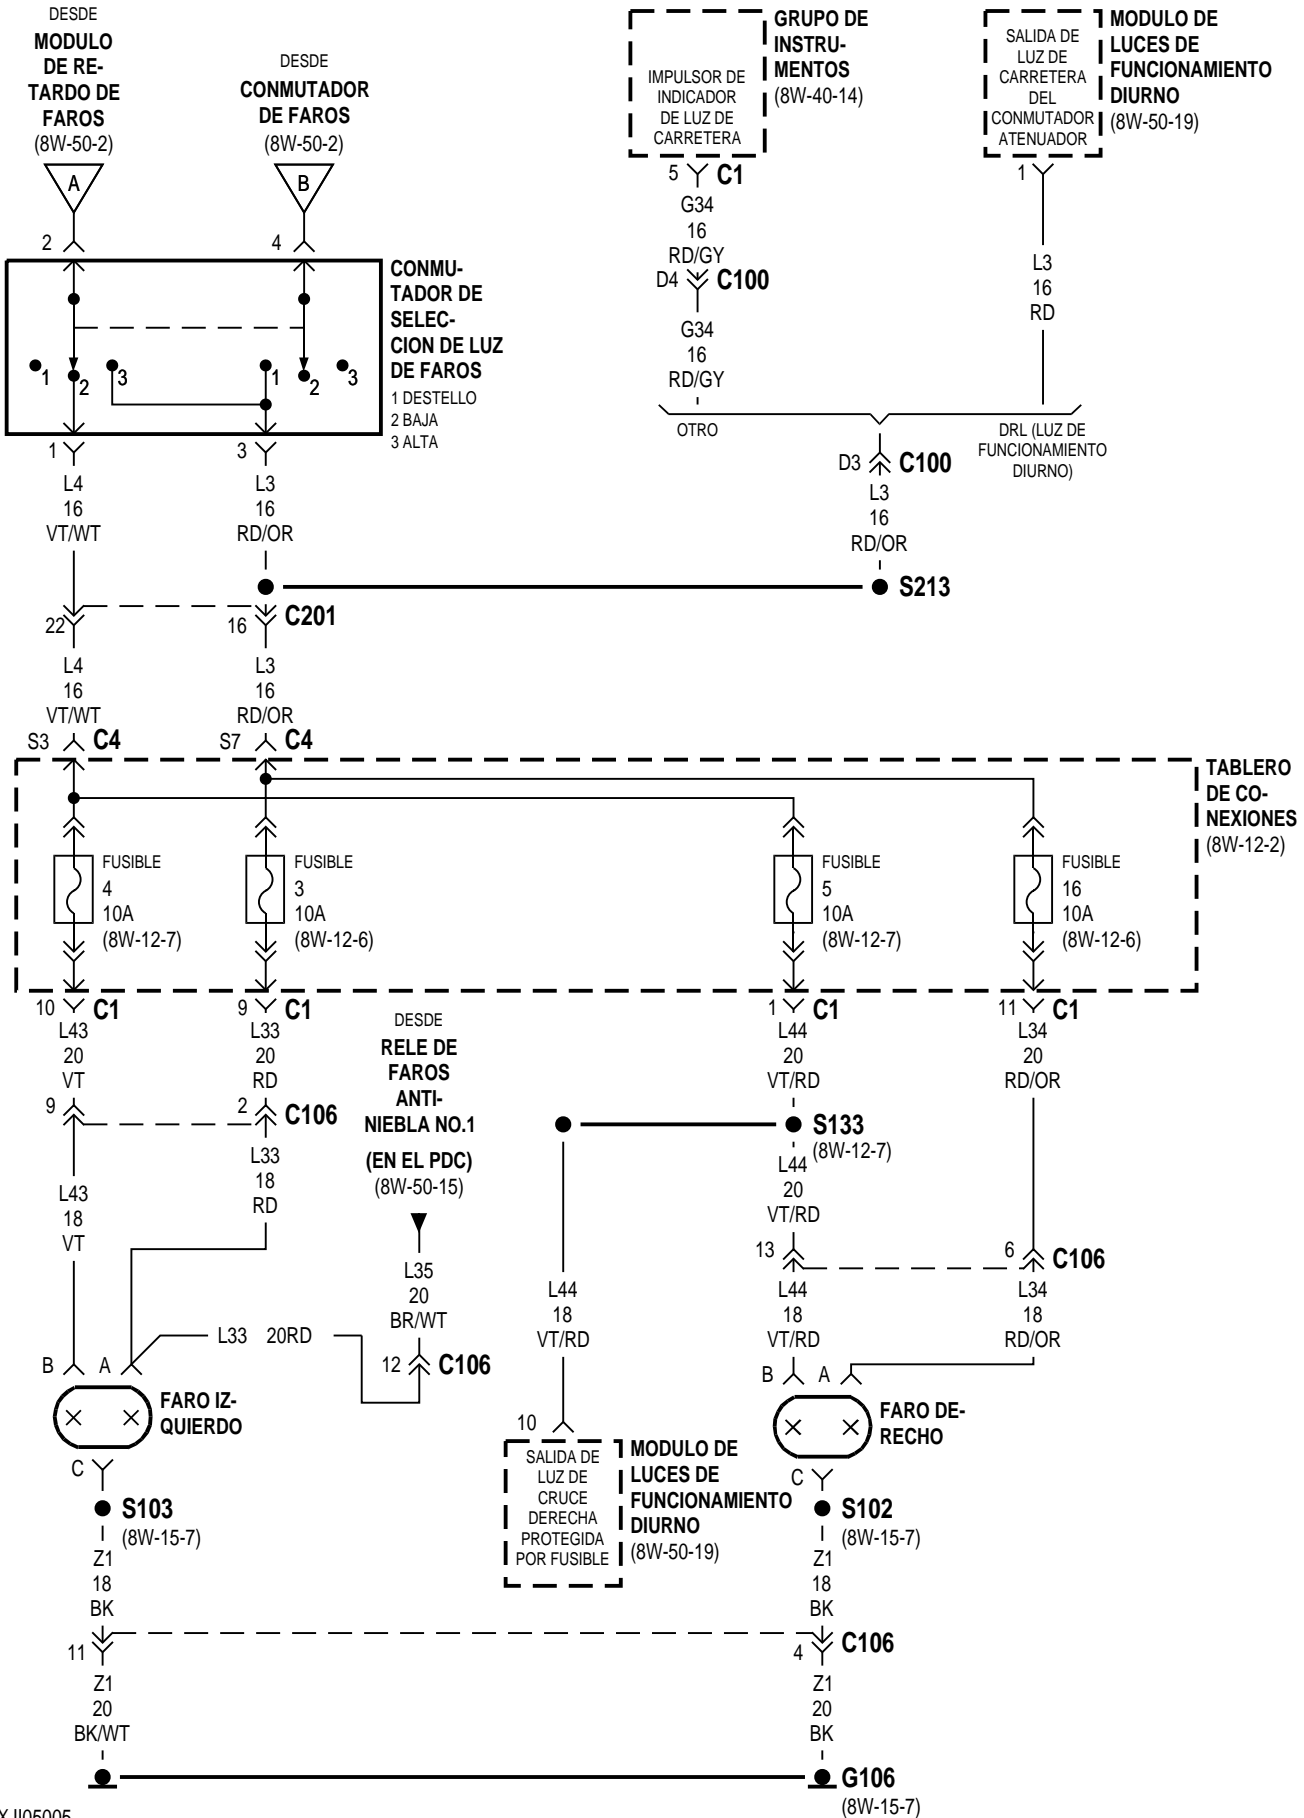 DESDE
MODULO
DE RE-
TARDO DE
FAROS
(8W-50-2)
A
DESDE
CONMUTADOR
DE FAROS
(8W-50-2)
B
IMPULSOR DE
INDICADOR
DE LUZ DE
CARRETERA
GRUPO DE
INSTRU-
MENTOS
(8W-40-14)
SALIDA DE
LUZ DE
CARRETERA
DEL
CONMUTADOR
ATENUADOR
MODULO DE
LUCES DE
FUNCIONAMIENTO
DIURNO
(8W-50-19)
5 C1
G34
16
RD/GY
D4 C100
G34
16
RD/GY
1
L3
16
RD
OTRO
DRL (LUZ DE
FUNCIONAMIENTO
DIURNO)
D3 C100
L3
16
RD/OR
S213
2
4
CONMU-
TADOR DE
SELEC-
CION DE LUZ
DE FAROS
1 DESTELLO
2 BAJA
3 ALTA
1
2
3
1
2
3
1
L4
16
VT/WT
3
L3
16
RD/OR
22
16 C201
L4
16
VT/WT
L3
16
RD/OR
S3 C4
S7 C4
TABLERO
DE CO-
NEXIONES
(8W-12-2)
FUSIBLE
4
10A
(8W-12-7)
FUSIBLE
3
10A
(8W-12-6)
FUSIBLE
5
10A
(8W-12-7)
FUSIBLE
16
10A
(8W-12-6)
10 C1
L43
20
VT
9
9 C1
L33
20
RD
2 C106
L33
18
RD
L43
18
VT
DESDE
RELE DE
FAROS
ANTI-
NIEBLA NO.1
(EN EL PDC)
(8W-50-15)
L35
20
BR/WT
12 C106
L33 20RD
1 C1
L44
20
VT/RD
S133
(8W-12-7)
L44
20
VT/RD
13
L44
18
VT/RD
11 C1
L34
20
RD/OR
6 C106
L34
18
RD/OR
L44
18
VT/RD
B A
FARO IZ-
QUIERDO
C
S103
(8W-15-7)
Z1
18
BK
11
Z1
20
BK/WT
10
SALIDA DE
LUZ DE
CRUCE
DERECHA
PROTEGIDA
POR FUSIBLE
MODULO DE
LUCES DE
FUNCIONAMIENTO
DIURNO
(8W-50-19)
B A
FARO DE-
RECHO
C
S102
(8W-15-7)
Z1
18
BK
4 C106
Z1
20
BK
G106
(8W-15-7)